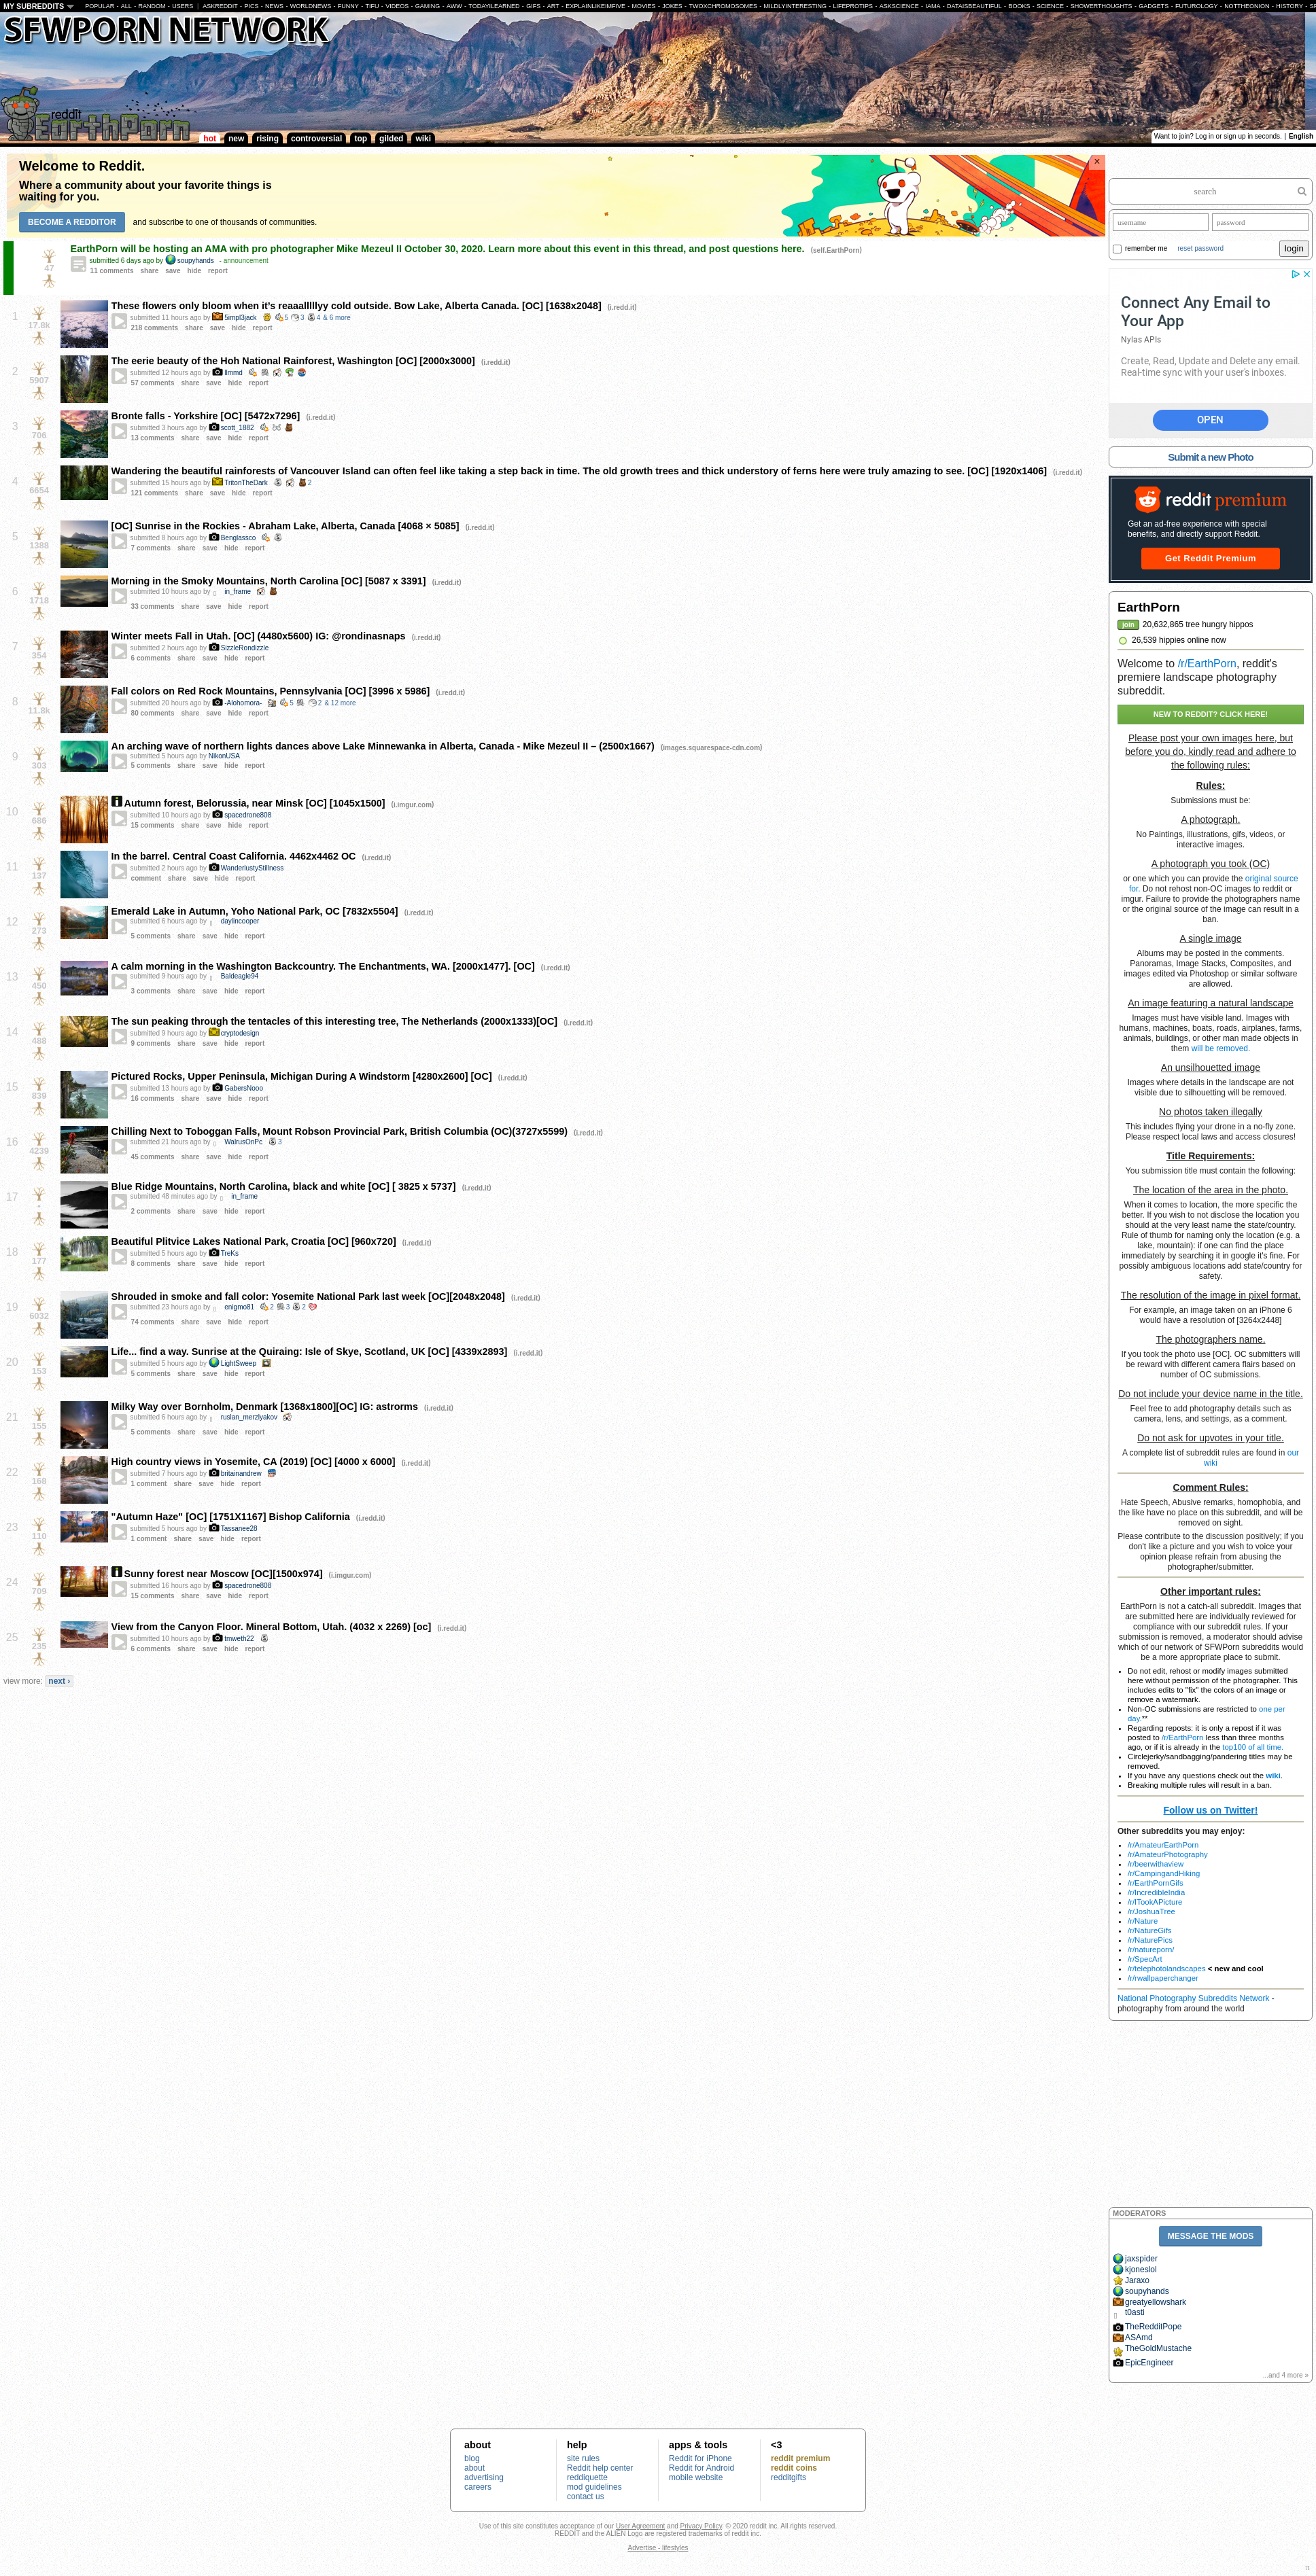 MY SUBREDDITS POPULAR - ALL - RANDOM - USERS | ASKREDDIT - PICS - NEWS - WORLDNEWS - FUNNY - TIFU - VIDEOS - GAMING - AWW - TODAYILEARNED - GIFS - ART - EXPLAINLIKEIMFIVE - MOVIES - JOKES - TWOXCHROMOSOMES - MILDLYINTERESTING - LIFEPROTIPS - ASKSCIENCE - IAMA - DATAISBEAUTIFUL - BOOKS - SCIENCE - SHOWERTHOUGHTS - GADGETS - FUTUROLOGY - NOTTHEONION - HISTORY - SP
SFWPORN NETWORK
reddit
EarthPorn
hot new rising controversial top gilded wiki
Want to join? Log in or sign up in seconds. | English
Welcome to Reddit.
Where a community about your favorite things is
waiting for you.
BECOME A REDDITOR and subscribe to one of thousands of communities.
47
EarthPorn will be hosting an AMA with pro photographer Mike Mezeul II October 30, 2020. Learn more about this event in this thread, and post questions here. (self.EarthPorn)
submitted 6 days ago by soupyhands - announcement
11 comments share save hide report
1 17.8k
These flowers only bloom when it's reaaalllllyy cold outside. Bow Lake, Alberta Canada. [OC] [1638x2048] (i.redd.it)
submitted 11 hours ago by 5impl3jack 5 3 4 & 6 more
218 comments share save hide report
2 5907
The eerie beauty of the Hoh National Rainforest, Washington [OC] [2000x3000] (i.redd.it)
submitted 12 hours ago by llmmd
57 comments share save hide report
3 706
Bronte falls - Yorkshire [OC] [5472x7296] (i.redd.it)
submitted 3 hours ago by scott_1882
13 comments share save hide report
4 6654
Wandering the beautiful rainforests of Vancouver Island can often feel like taking a step back in time. The old growth trees and thick understory of ferns here were truly amazing to see. [OC] [1920x1406] (i.redd.it)
submitted 15 hours ago by TritonTheDark 2
121 comments share save hide report
5 1388
[OC] Sunrise in the Rockies - Abraham Lake, Alberta, Canada [4068 × 5085] (i.redd.it)
submitted 8 hours ago by Benglassco
7 comments share save hide report
6 1718
Morning in the Smoky Mountains, North Carolina [OC] [5087 x 3391] (i.redd.it)
submitted 10 hours ago by in_frame
33 comments share save hide report
7 354
Winter meets Fall in Utah. [OC] (4480x5600) IG: @rondinasnaps (i.redd.it)
submitted 2 hours ago by SizzleRondizzle
6 comments share save hide report
8 11.8k
Fall colors on Red Rock Mountains, Pennsylvania [OC] [3996 x 5986] (i.redd.it)
submitted 20 hours ago by -Alohomora- 5 2 & 12 more
80 comments share save hide report
9 303
An arching wave of northern lights dances above Lake Minnewanka in Alberta, Canada - Mike Mezeul II – (2500x1667) (images.squarespace-cdn.com)
submitted 5 hours ago by NikonUSA
5 comments share save hide report
10 686
Autumn forest, Belorussia, near Minsk [OC] [1045x1500] (i.imgur.com)
submitted 10 hours ago by spacedrone808
15 comments share save hide report
11 137
In the barrel. Central Coast California. 4462x4462 OC (i.redd.it)
submitted 2 hours ago by WanderlustyStillness
comment share save hide report
12 273
Emerald Lake in Autumn, Yoho National Park, OC [7832x5504] (i.redd.it)
submitted 6 hours ago by daylincooper
5 comments share save hide report
13 450
A calm morning in the Washington Backcountry. The Enchantments, WA. [2000x1477]. [OC] (i.redd.it)
submitted 9 hours ago by Baldeagle94
3 comments share save hide report
14 488
The sun peaking through the tentacles of this interesting tree, The Netherlands (2000x1333)[OC] (i.redd.it)
submitted 9 hours ago by cryptodesign
9 comments share save hide report
15 839
Pictured Rocks, Upper Peninsula, Michigan During A Windstorm [4280x2600] [OC] (i.redd.it)
submitted 13 hours ago by GabersNooo
16 comments share save hide report
16 4239
Chilling Next to Toboggan Falls, Mount Robson Provincial Park, British Columbia (OC)(3727x5599) (i.redd.it)
submitted 21 hours ago by WalrusOnPc 3
45 comments share save hide report
17 •
Blue Ridge Mountains, North Carolina, black and white [OC] [ 3825 x 5737] (i.redd.it)
submitted 48 minutes ago by in_frame
2 comments share save hide report
18 177
Beautiful Plitvice Lakes National Park, Croatia [OC] [960x720] (i.redd.it)
submitted 5 hours ago by TreKs
8 comments share save hide report
19 6032
Shrouded in smoke and fall color: Yosemite National Park last week [OC][2048x2048] (i.redd.it)
submitted 23 hours ago by enigmo81 2 3 2
74 comments share save hide report
20 153
Life... find a way. Sunrise at the Quiraing: Isle of Skye, Scotland, UK [OC] [4339x2893] (i.redd.it)
submitted 5 hours ago by LightSweep
5 comments share save hide report
21 155
Milky Way over Bornholm, Denmark [1368x1800][OC] IG: astrorms (i.redd.it)
submitted 6 hours ago by ruslan_merzlyakov
5 comments share save hide report
22 168
High country views in Yosemite, CA (2019) [OC] [4000 x 6000] (i.redd.it)
submitted 7 hours ago by britainandrew
1 comment share save hide report
23 110
"Autumn Haze" [OC] [1751X1167] Bishop California (i.redd.it)
submitted 5 hours ago by Tassanee28
1 comment share save hide report
24 709
Sunny forest near Moscow [OC][1500x974] (i.imgur.com)
submitted 16 hours ago by spacedrone808
15 comments share save hide report
25 235
View from the Canyon Floor. Mineral Bottom, Utah. (4032 x 2269) [oc] (i.redd.it)
submitted 10 hours ago by tmweth22
6 comments share save hide report
view more: next ›
search
username password
remember me reset password login
Connect Any Email to
Your App
Nylas APIs
Create, Read, Update and Delete any email.
Real-time sync with your user's inboxes.
OPEN
Submit a new Photo
reddit premium
Get an ad-free experience with special
benefits, and directly support Reddit.
Get Reddit Premium
EarthPorn
join 20,632,865 tree hungry hippos
26,539 hippies online now
Welcome to /r/EarthPorn, reddit's
premiere landscape photography
subreddit.
NEW TO REDDIT? CLICK HERE!
Please post your own images here, but
before you do, kindly read and adhere to
the following rules:
Rules:
Submissions must be:
A photograph.
No Paintings, illustrations, gifs, videos, or
interactive images.
A photograph you took (OC)
or one which you can provide the original source
for. Do not rehost non-OC images to reddit or
imgur. Failure to provide the photographers name
or the original source of the image can result in a
ban.
A single image
Albums may be posted in the comments.
Panoramas, Image Stacks, Composites, and
images edited via Photoshop or similar software
are allowed.
An image featuring a natural landscape
Images must have visible land. Images with
humans, machines, boats, roads, airplanes, farms,
animals, buildings, or other man made objects in
them will be removed.
An unsilhouetted image
Images where details in the landscape are not
visible due to silhouetting will be removed.
No photos taken illegally
This includes flying your drone in a no-fly zone.
Please respect local laws and access closures!
Title Requirements:
You submission title must contain the following:
The location of the area in the photo.
When it comes to location, the more specific the
better. If you wish to not disclose the location you
should at the very least name the state/country.
Rule of thumb for naming only the location (e.g. a
lake, mountain): if one can find the place
immediately by searching it in google it's fine. For
possibly ambiguous locations add state/country for
safety.
The resolution of the image in pixel format.
For example, an image taken on an iPhone 6
would have a resolution of [3264x2448]
The photographers name.
If you took the photo use [OC]. OC submitters will
be reward with different camera flairs based on
number of OC submissions.
Do not include your device name in the title.
Feel free to add photography details such as
camera, lens, and settings, as a comment.
Do not ask for upvotes in your title.
A complete list of subreddit rules are found in our
wiki
Comment Rules:
Hate Speech, Abusive remarks, homophobia, and
the like have no place on this subreddit, and will be
removed on sight.
Please contribute to the discussion positively; if you
don't like a picture and you wish to voice your
opinion please refrain from abusing the
photographer/submitter.
Other important rules:
EarthPorn is not a catch-all subreddit. Images that
are submitted here are individually reviewed for
compliance with our subreddit rules. If your
submission is removed, a moderator should advise
which of our network of SFWPorn subreddits would
be a more appropriate place to submit.
• Do not edit, rehost or modify images submitted
here without permission of the photographer. This
includes edits to "fix" the colors of an image or
remove a watermark.
• Non-OC submissions are restricted to one per
day.**
• Regarding reposts: it is only a repost if it was
posted to /r/EarthPorn less than three months
ago, or if it is already in the top100 of all time.
• Circlejerky/sandbagging/pandering titles may be
removed.
• If you have any questions check out the wiki.
• Breaking multiple rules will result in a ban.
Follow us on Twitter!
Other subreddits you may enjoy:
• /r/AmateurEarthPorn
• /r/AmateurPhotography
• /r/beerwithaview
• /r/CampingandHiking
• /r/EarthPornGifs
• /r/IncredibleIndia
• /r/ITookAPicture
• /r/JoshuaTree
• /r/Nature
• /r/NatureGifs
• /r/NaturePics
• /r/natureporn/
• /r/SpecArt
• /r/telephotolandscapes < new and cool
• /r/rwallpaperchanger
National Photography Subreddits Network -
photography from around the world
MODERATORS
MESSAGE THE MODS
jaxspider
kjoneslol
Jaraxo
soupyhands
greatyellowshark
t0asti
TheRedditPope
ASAmd
TheGoldMustache
EpicEngineer
...and 4 more »
about
blog
about
advertising
careers
help
site rules
Reddit help center
reddiquette
mod guidelines
contact us
apps & tools
Reddit for iPhone
Reddit for Android
mobile website
<3
reddit premium
reddit coins
redditgifts
Use of this site constitutes acceptance of our User Agreement and Privacy Policy. © 2020 reddit inc. All rights reserved.
REDDIT and the ALIEN Logo are registered trademarks of reddit inc.
Advertise - lifestyles
π